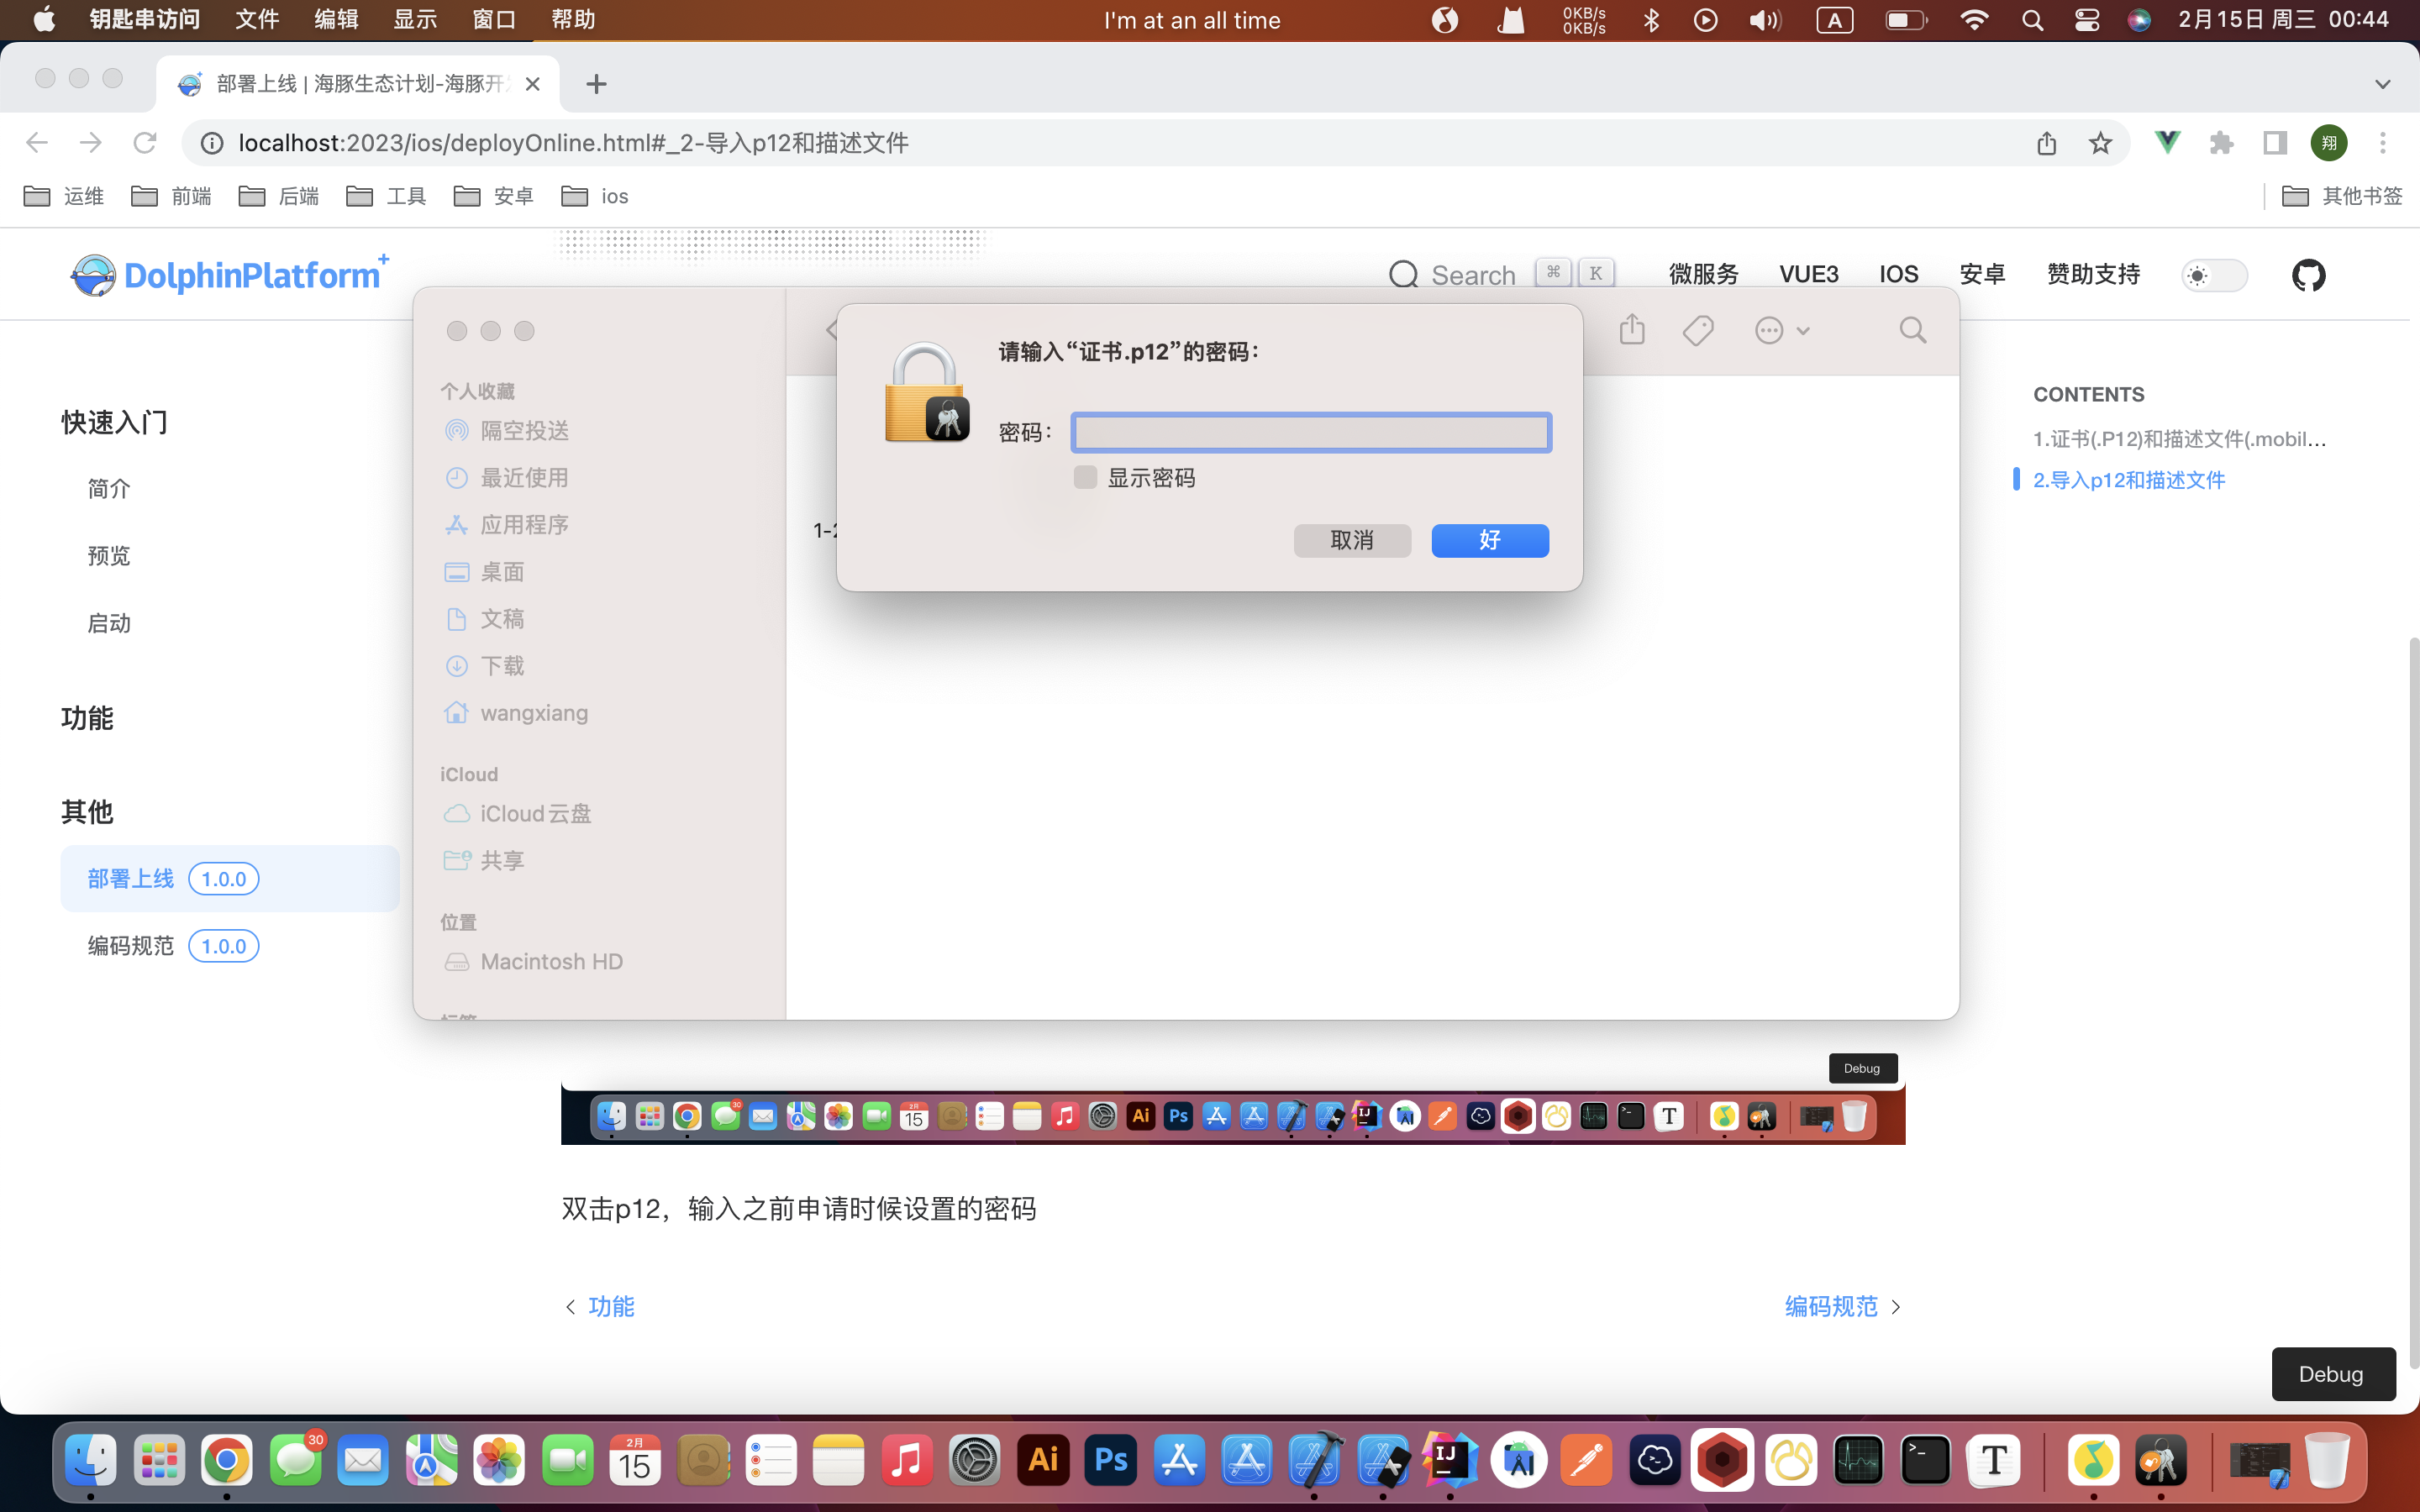 钥匙串访问 文件 编辑 显示 窗口 帮助 I'm at an all time 0KB/s 0KB/s A 2月15日 周三 00:44
部署上线 | 海豚生态计划-海豚开
localhost:2023/ios/deployOnline.html#_2-导入p12和描述文件 翔
运维 前端 后端 工具 安卓 ios 其他书签
DolphinPlatform+ Search ⌘ K 微服务 VUE3 IOS 安卓 赞助支持
快速入门
简介
预览
启动
功能
其他
部署上线 1.0.0
编码规范 1.0.0
个人收藏
隔空投送
最近使用
应用程序
桌面
文稿
下载
wangxiang
iCloud
iCloud云盘
共享
位置
Macintosh HD
1-2
请输入“证书.p12”的密码:
密码:
显示密码
取消 好
CONTENTS
1.证书(.P12)和描述文件(.mobil...
2.导入p12和描述文件
Debug
30 2月 15 Ai Ps IJ >_ T
双击p12，输入之前申请时候设置的密码
功能 编码规范
Debug
30 2月 15 Ai Ps IJ >_ T